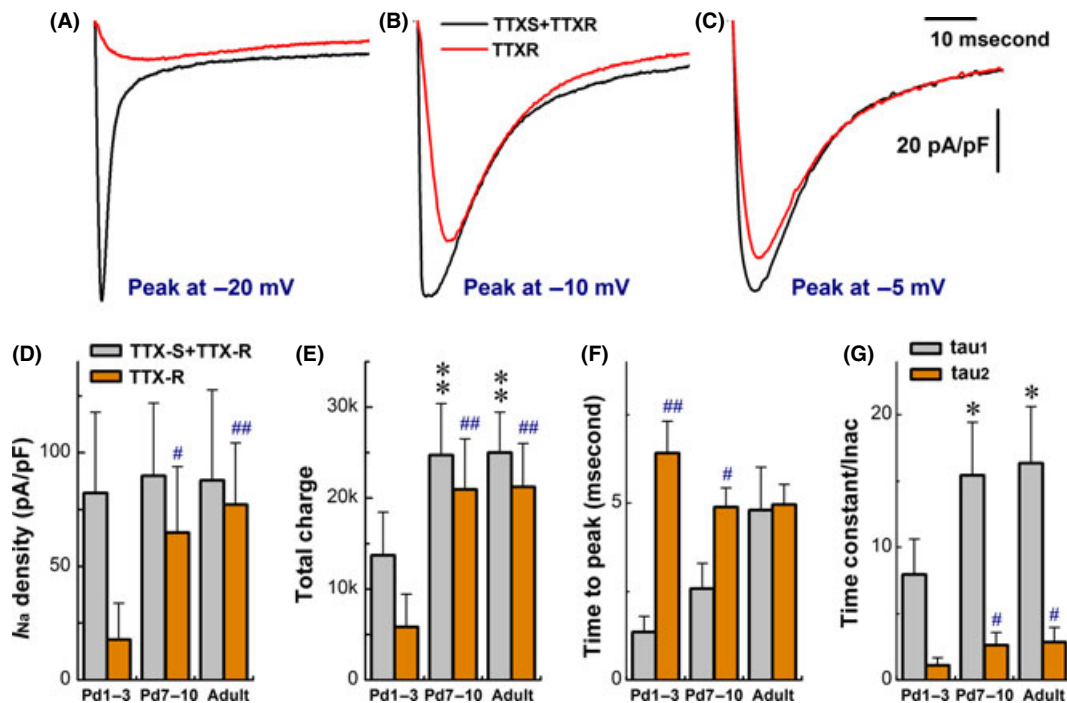 (A)
(B)
TTXS+TTXR
TTXR
(C)
10 msecond
20 pA/pF
Peak at –20 mV
Peak at –10 mV
Peak at –5 mV
(D)
TTX-S+TTX-R
TTX-R
INa density (pA/pF)
100
50
0
# ##
Pd1–3 Pd7–10 Adult
(E)
Total charge
30k
20k
10k
0
** ** ## ##
Pd1–3 Pd7–10 Adult
(F)
Time to peak (msecond)
5
0
## #
Pd1–3 Pd7–10 Adult
(G)
tau1
tau2
Time constant/Inac
20
10
0
* * # #
Pd1–3 Pd7–10 Adult